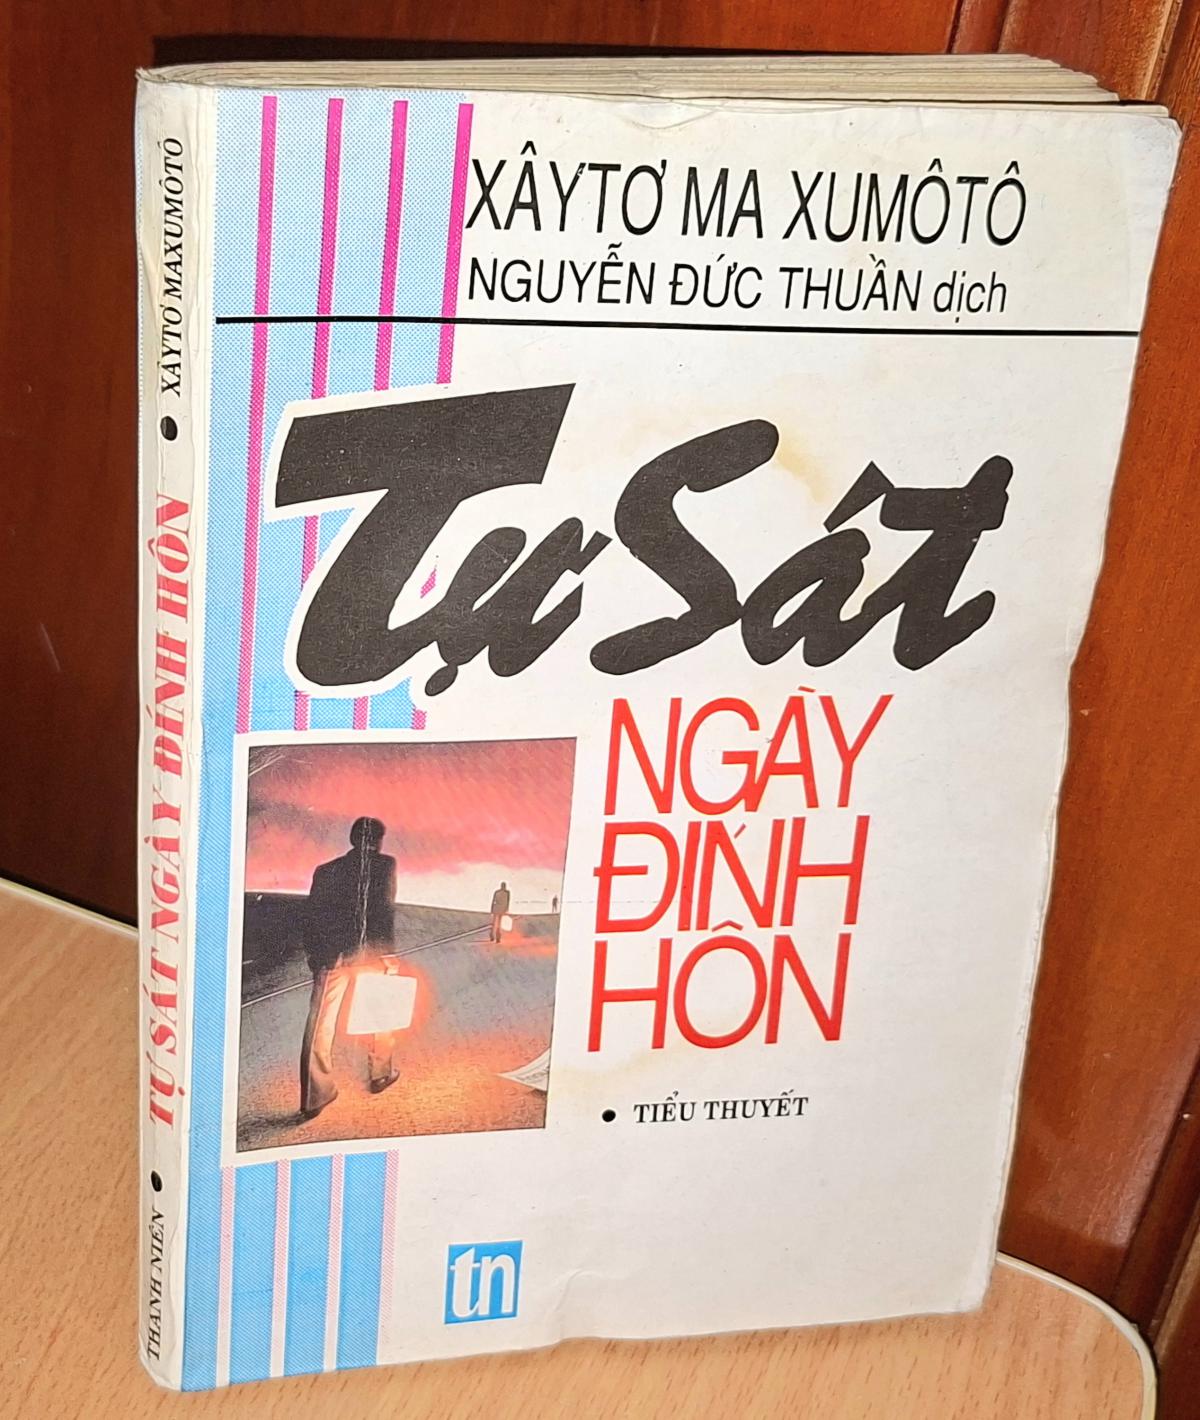 XÂYTƠ MA XUMÔTÔ
NGUYỄN ĐỨC THUẦN dịch
Tự Sát
NGÀY
ĐÍNH
HÔN
• TIỂU THUYẾT
tn
THANH NIÊN • TỰ SÁT NGÀY ĐÍNH HÔN • XÂYTƠ MAXUMÔTÔ